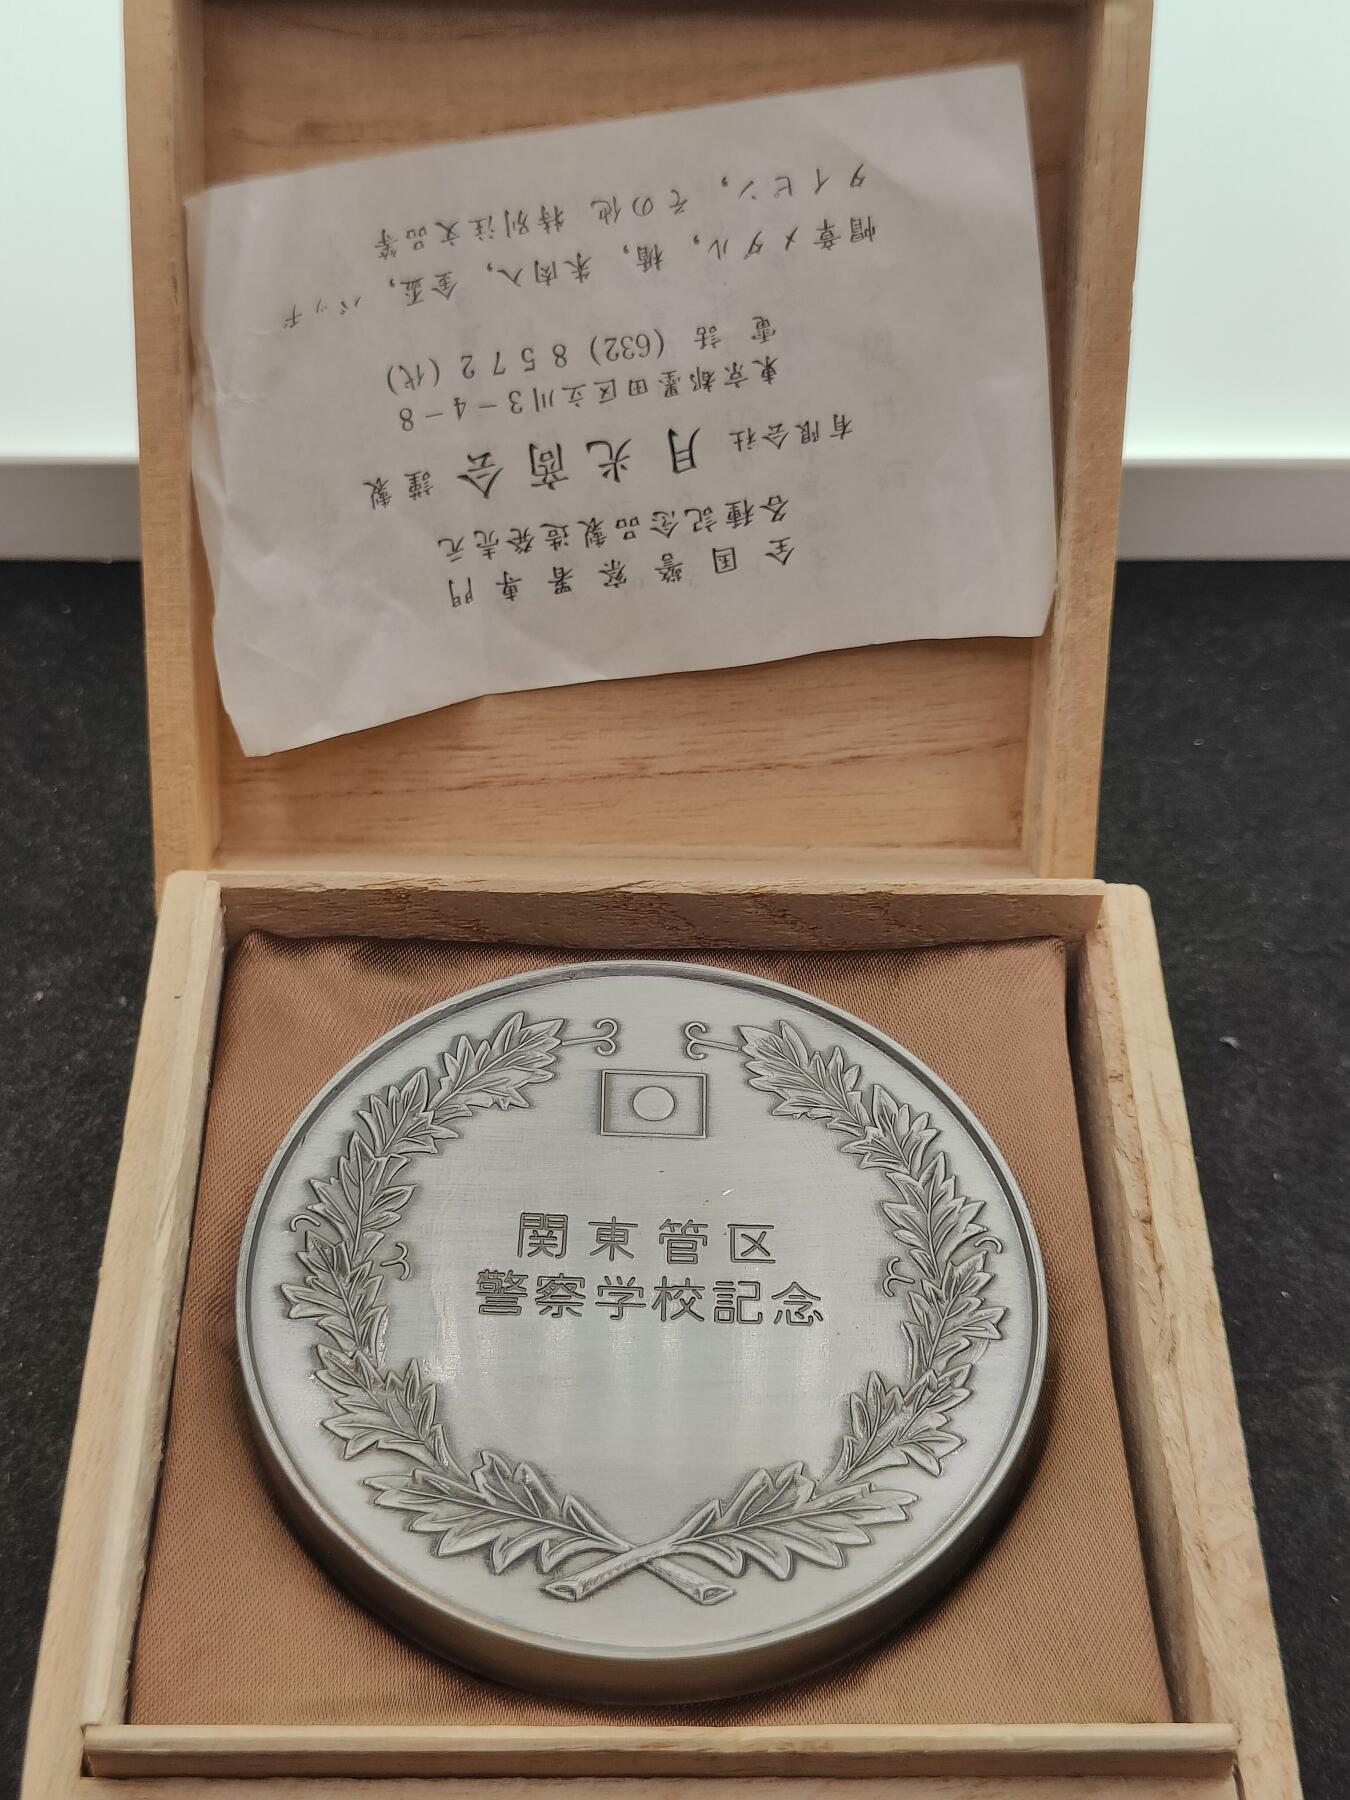 全国警察署専門
各種記念品製造発売元
有限会社 月光商会 謹製
東京都墨田区立川3-4-8
電話 (632) 8572 (代)
帽章メダル, 楯, 朱肉入, 金盃, バッヂ
タイピン, その他 特別注文品等
関東管区
警察学校記念